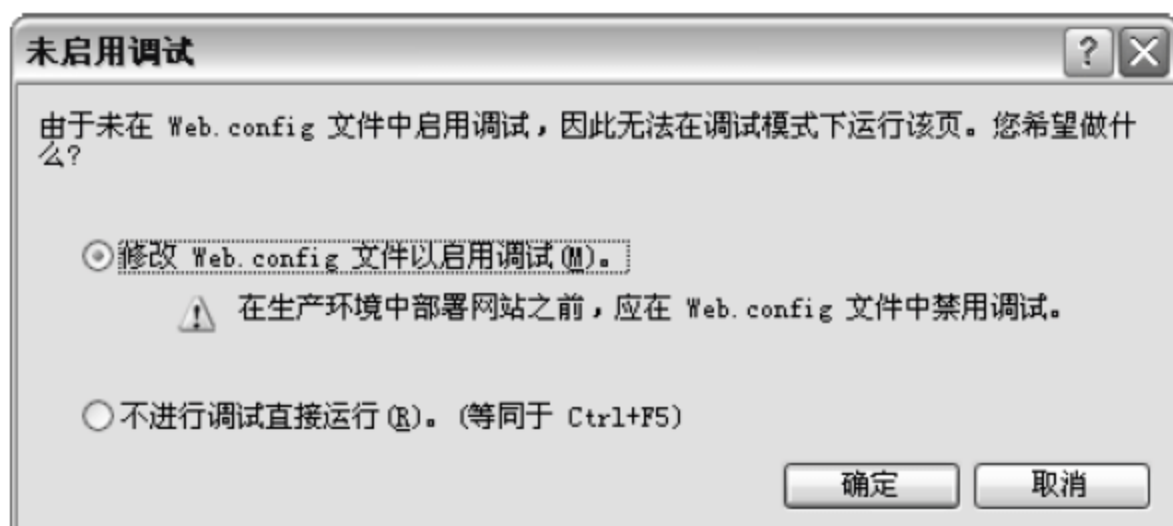 未启用调试
?
由于未在 Web.config 文件中启用调试，因此无法在调试模式下运行该页。您希望做什
么?
修改 Web.config 文件以启用调试(M)。
在生产环境中部署网站之前，应在 Web.config 文件中禁用调试。
不进行调试直接运行(R)。(等同于 Ctrl+F5)
确定 取消